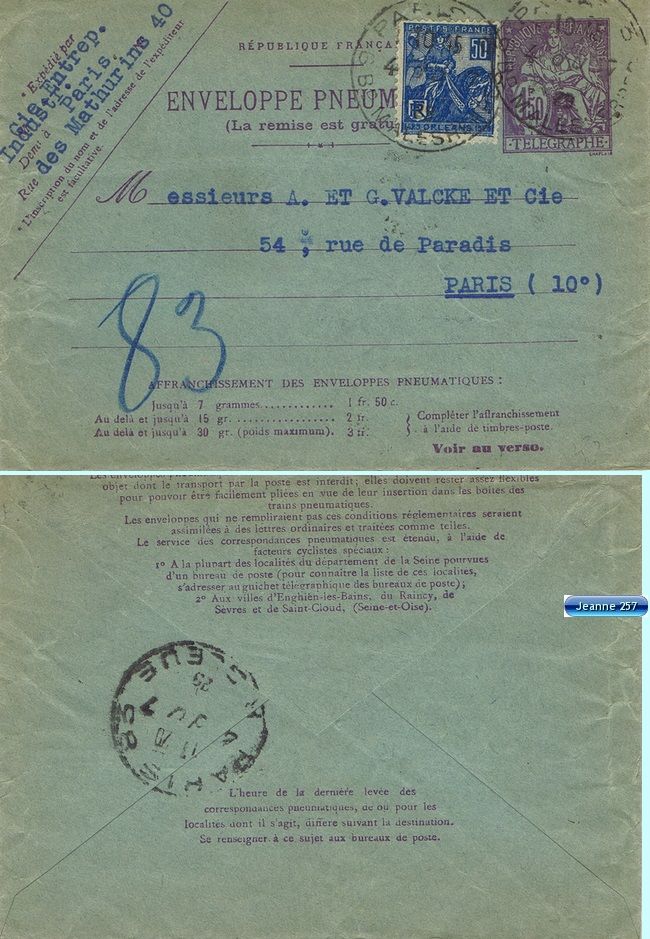 * Expédié par
Cie. Entrep.
Industr.
Demt à Paris.
Rue des Mathurins 40
* L'inscription du nom et de l'adresse de l'expéditeur
est facultative.
RÉPUBLIQUE FRANÇA
ENVELOPPE PNEUM
(La remise est gratu
POSTES FRANCE
50
ORLEANS
1f50
TÉLÉGRAPHE
Messieurs A. ET G.VALCKE ET Cie
54 , rue de Paradis
PARIS ( 10°)
83
AFFRANCHISSEMENT DES ENVELOPPES PNEUMATIQUES :
Jusqu'à 7 grammes............. 1 fr. 50 c.
Au delà et jusqu'à 15 gr. ................. 2 fr. } Compléter l'affranchissement
Au delà et jusqu'à 30 gr. (poids maximum). 3 fr. } à l'aide de timbres-poste.
Voir au verso.
objet dont le transport par la poste est interdit; elles doivent rester assez flexibles
pour pouvoir être facilement pliées en vue de leur insertion dans les boîtes des
trains pneumatiques.
Les enveloppes qui ne rempliraient pas ces conditions réglementaires seraient
assimilées à des lettres ordinaires et traitées comme telles.
Le service des correspondances pneumatiques est étendu, à l'aide de
facteurs cyclistes spéciaux :
1° A la plupart des localités du département de la Seine pourvues
d'un bureau de poste (pour connaître la liste de ces localités,
s'adresser au guichet télégraphique des bureaux de poste);
2° Aux villes d'Enghien-les-Bains, du Raincy, de
Sèvres et de Saint-Cloud, (Seine-et-Oise).
Jeanne 257
PARIS 83
L'heure de la dernière levée des
correspondances pneumatiques, de ou pour les
localités dont il s'agit, diffère suivant la destination.
Se renseigner à ce sujet aux bureaux de poste.